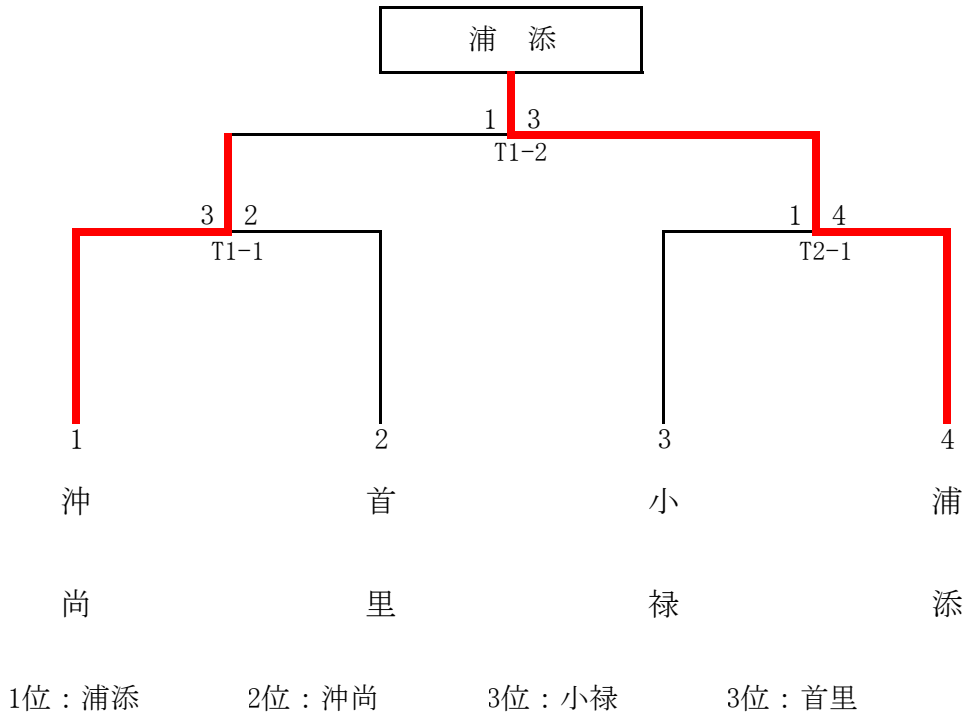 浦 添
1 3
T1-2
3 2 1 4
T1-1 T2-1
1 2 3 4
沖尚 首里 小禄 浦添
1位：浦添 2位：沖尚 3位：小禄 3位：首里